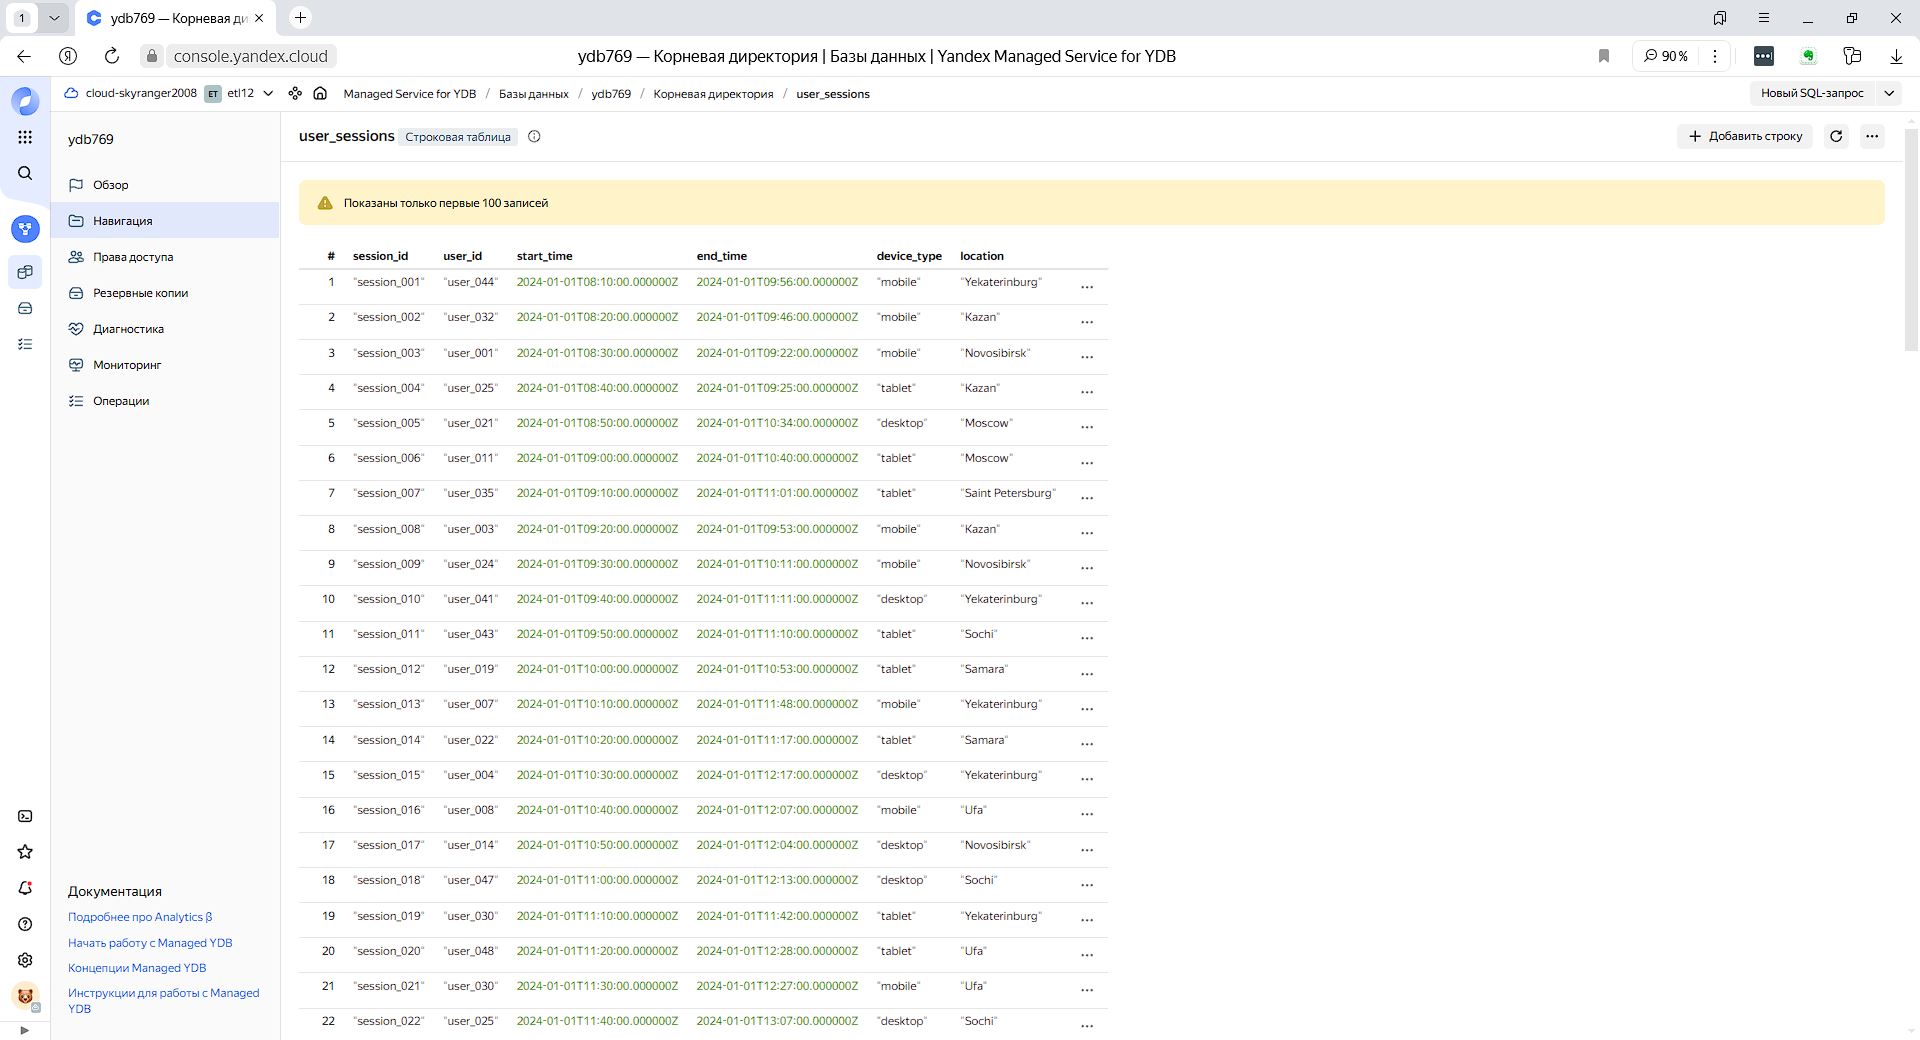 1
ydb769 — Корневая ди
console.yandex.cloud
ydb769 — Корневая директория | Базы данных | Yandex Managed Service for YDB
90 %
cloud-skyranger2008 ET etl12
Managed Service for YDB / Базы данных / ydb769 / Корневая директория / user_sessions
Новый SQL-запрос
ydb769
Обзор
Навигация
Права доступа
Резервные копии
Диагностика
Мониторинг
Операции
Документация
Подробнее про Analytics β
Начать работу с Managed YDB
Концепции Managed YDB
Инструкции для работы с Managed
YDB
user_sessions Строковая таблица
Добавить строку
Показаны только первые 100 записей
# session_id user_id start_time end_time device_type location
1 "session_001" "user_044" 2024-01-01T08:10:00.000000Z 2024-01-01T09:56:00.000000Z "mobile" "Yekaterinburg"
2 "session_002" "user_032" 2024-01-01T08:20:00.000000Z 2024-01-01T09:46:00.000000Z "mobile" "Kazan"
3 "session_003" "user_001" 2024-01-01T08:30:00.000000Z 2024-01-01T09:22:00.000000Z "mobile" "Novosibirsk"
4 "session_004" "user_025" 2024-01-01T08:40:00.000000Z 2024-01-01T09:25:00.000000Z "tablet" "Kazan"
5 "session_005" "user_021" 2024-01-01T08:50:00.000000Z 2024-01-01T10:34:00.000000Z "desktop" "Moscow"
6 "session_006" "user_011" 2024-01-01T09:00:00.000000Z 2024-01-01T10:40:00.000000Z "tablet" "Moscow"
7 "session_007" "user_035" 2024-01-01T09:10:00.000000Z 2024-01-01T11:01:00.000000Z "tablet" "Saint Petersburg"
8 "session_008" "user_003" 2024-01-01T09:20:00.000000Z 2024-01-01T09:53:00.000000Z "mobile" "Kazan"
9 "session_009" "user_024" 2024-01-01T09:30:00.000000Z 2024-01-01T10:11:00.000000Z "mobile" "Novosibirsk"
10 "session_010" "user_041" 2024-01-01T09:40:00.000000Z 2024-01-01T11:11:00.000000Z "desktop" "Yekaterinburg"
11 "session_011" "user_043" 2024-01-01T09:50:00.000000Z 2024-01-01T11:10:00.000000Z "tablet" "Sochi"
12 "session_012" "user_019" 2024-01-01T10:00:00.000000Z 2024-01-01T10:53:00.000000Z "tablet" "Samara"
13 "session_013" "user_007" 2024-01-01T10:10:00.000000Z 2024-01-01T11:48:00.000000Z "mobile" "Yekaterinburg"
14 "session_014" "user_022" 2024-01-01T10:20:00.000000Z 2024-01-01T11:17:00.000000Z "tablet" "Samara"
15 "session_015" "user_004" 2024-01-01T10:30:00.000000Z 2024-01-01T12:17:00.000000Z "desktop" "Yekaterinburg"
16 "session_016" "user_008" 2024-01-01T10:40:00.000000Z 2024-01-01T12:07:00.000000Z "mobile" "Ufa"
17 "session_017" "user_014" 2024-01-01T10:50:00.000000Z 2024-01-01T12:04:00.000000Z "desktop" "Novosibirsk"
18 "session_018" "user_047" 2024-01-01T11:00:00.000000Z 2024-01-01T12:13:00.000000Z "desktop" "Sochi"
19 "session_019" "user_030" 2024-01-01T11:10:00.000000Z 2024-01-01T11:42:00.000000Z "tablet" "Yekaterinburg"
20 "session_020" "user_048" 2024-01-01T11:20:00.000000Z 2024-01-01T12:28:00.000000Z "tablet" "Ufa"
21 "session_021" "user_030" 2024-01-01T11:30:00.000000Z 2024-01-01T12:27:00.000000Z "mobile" "Ufa"
22 "session_022" "user_025" 2024-01-01T11:40:00.000000Z 2024-01-01T13:07:00.000000Z "desktop" "Sochi"